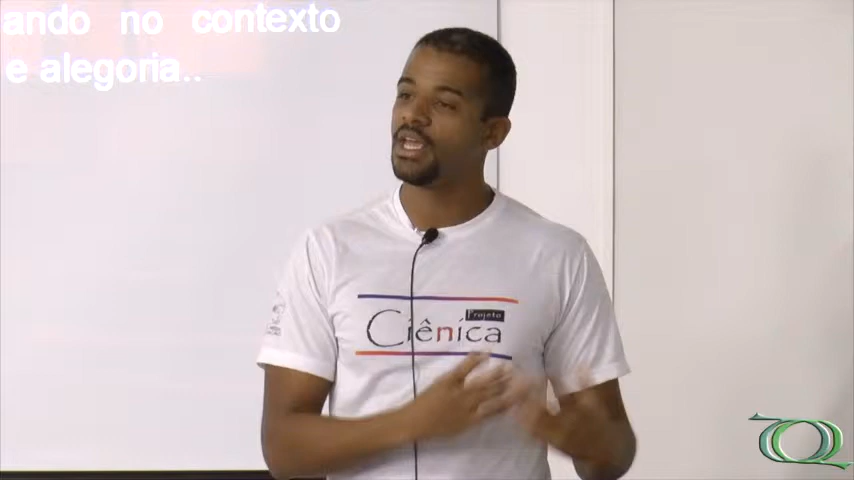 ando no contexto
e alegoria..
Projeto
Ciênica